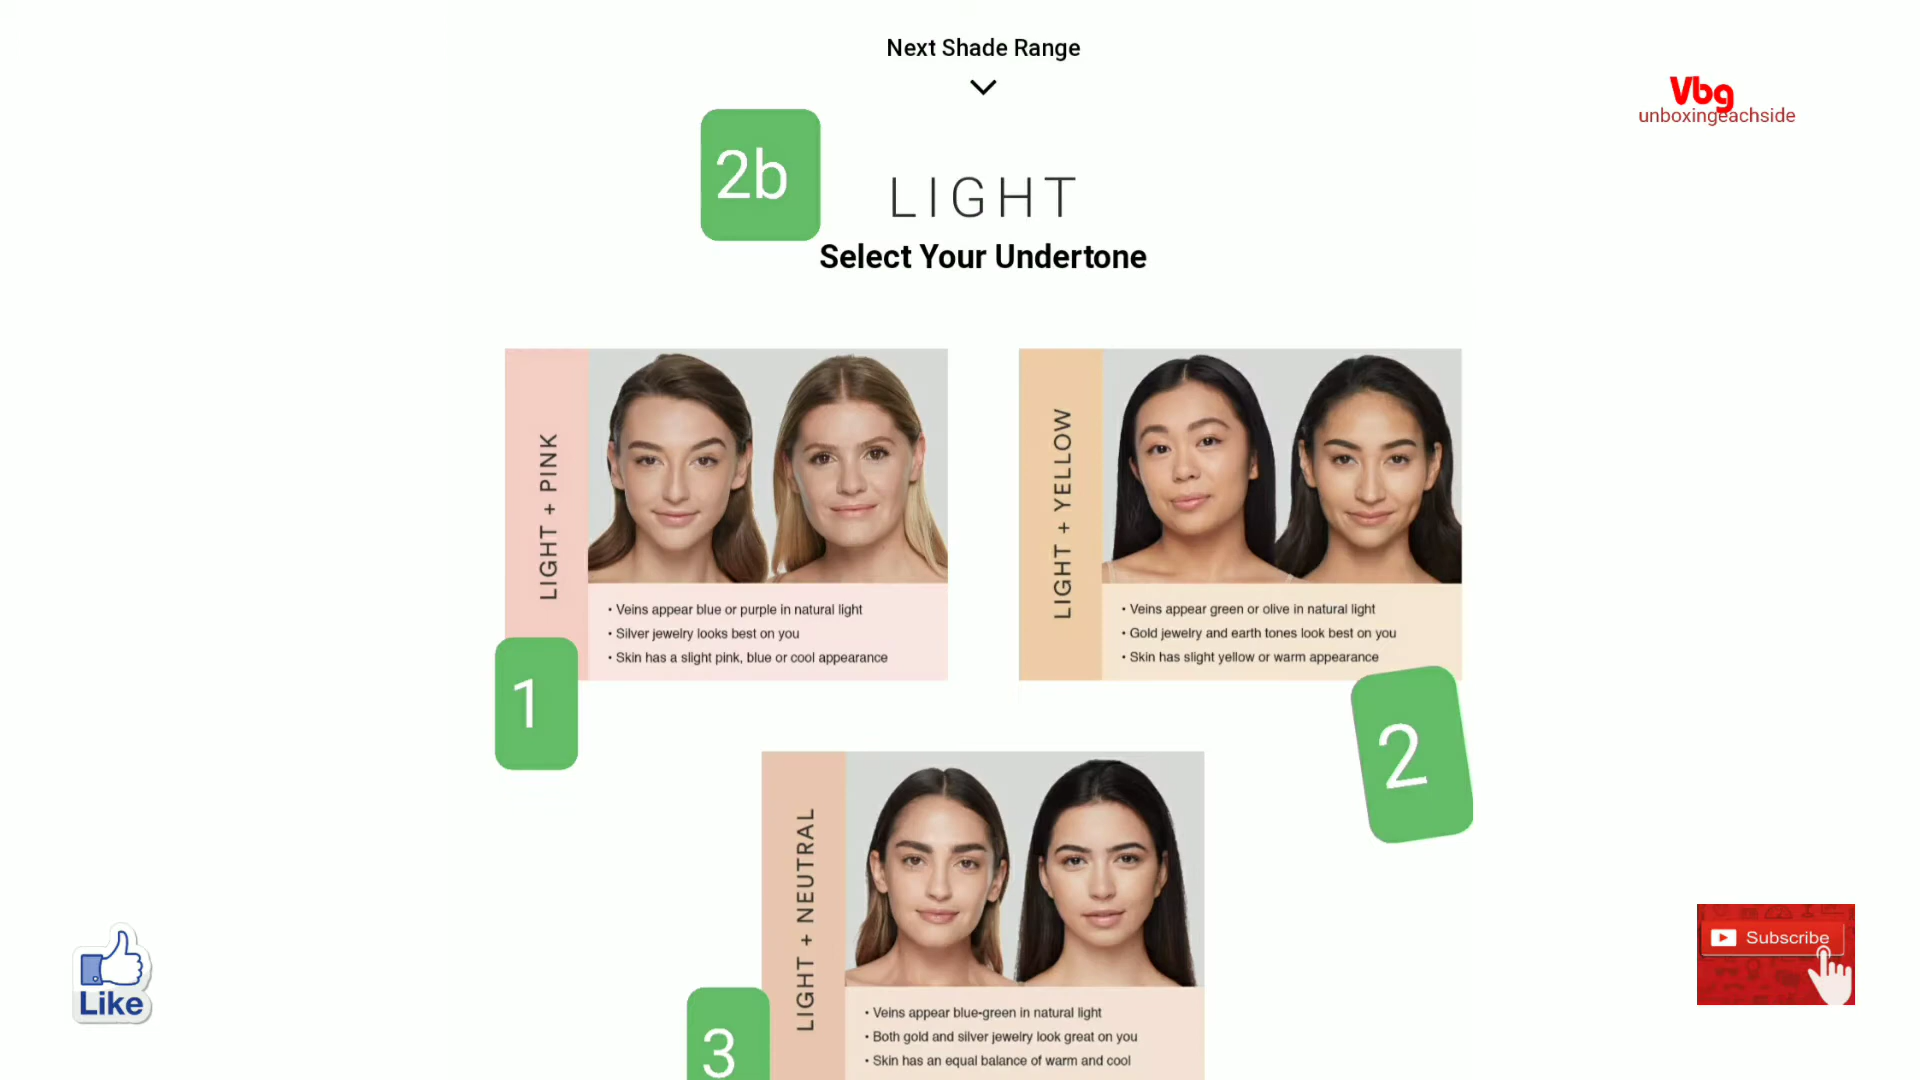 Next Shade Range
Vbg
unboxingeachside
2b
LIGHT
Select Your Undertone
LIGHT + PINK
• Veins appear blue or purple in natural light
• Silver jewelry looks best on you
• Skin has a slight pink, blue or cool appearance
1
LIGHT + YELLOW
• Veins appear green or olive in natural light
• Gold jewelry and earth tones look best on you
• Skin has slight yellow or warm appearance
2
LIGHT + NEUTRAL
• Veins appear blue-green in natural light
• Both gold and silver jewelry look great on you
• Skin has an equal balance of warm and cool
3
Like
Subscribe